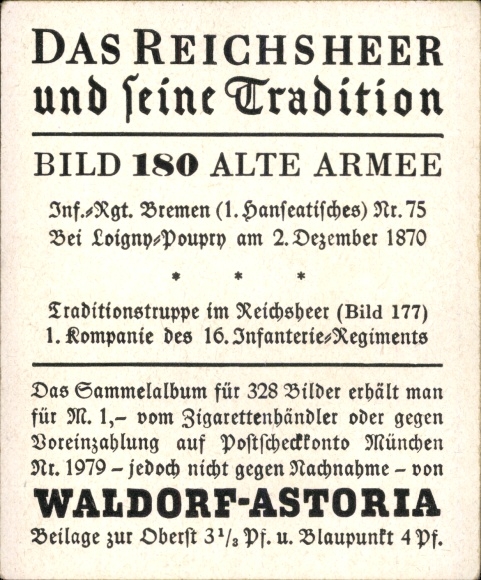 DAS REICHSHEER
und seine Tradition
BILD 180 ALTE ARMEE
Inf.-Rgt. Bremen (1. Hanseatisches) Nr. 75
Bei Loigny-Poupry am 2. Dezember 1870
* * *
Traditionstruppe im Reichsheer (Bild 177)
1. Kompanie des 16. Infanterie-Regiments
Das Sammelalbum für 328 Bilder erhält man
für M. 1,– vom Zigarettenhändler oder gegen
Voreinzahlung auf Postscheckkonto München
Nr. 1979 – jedoch nicht gegen Nachnahme – von
WALDORF-ASTORIA
Beilage zur Oberst 3 1/3 Pf. u. Blaupunkt 4 Pf.